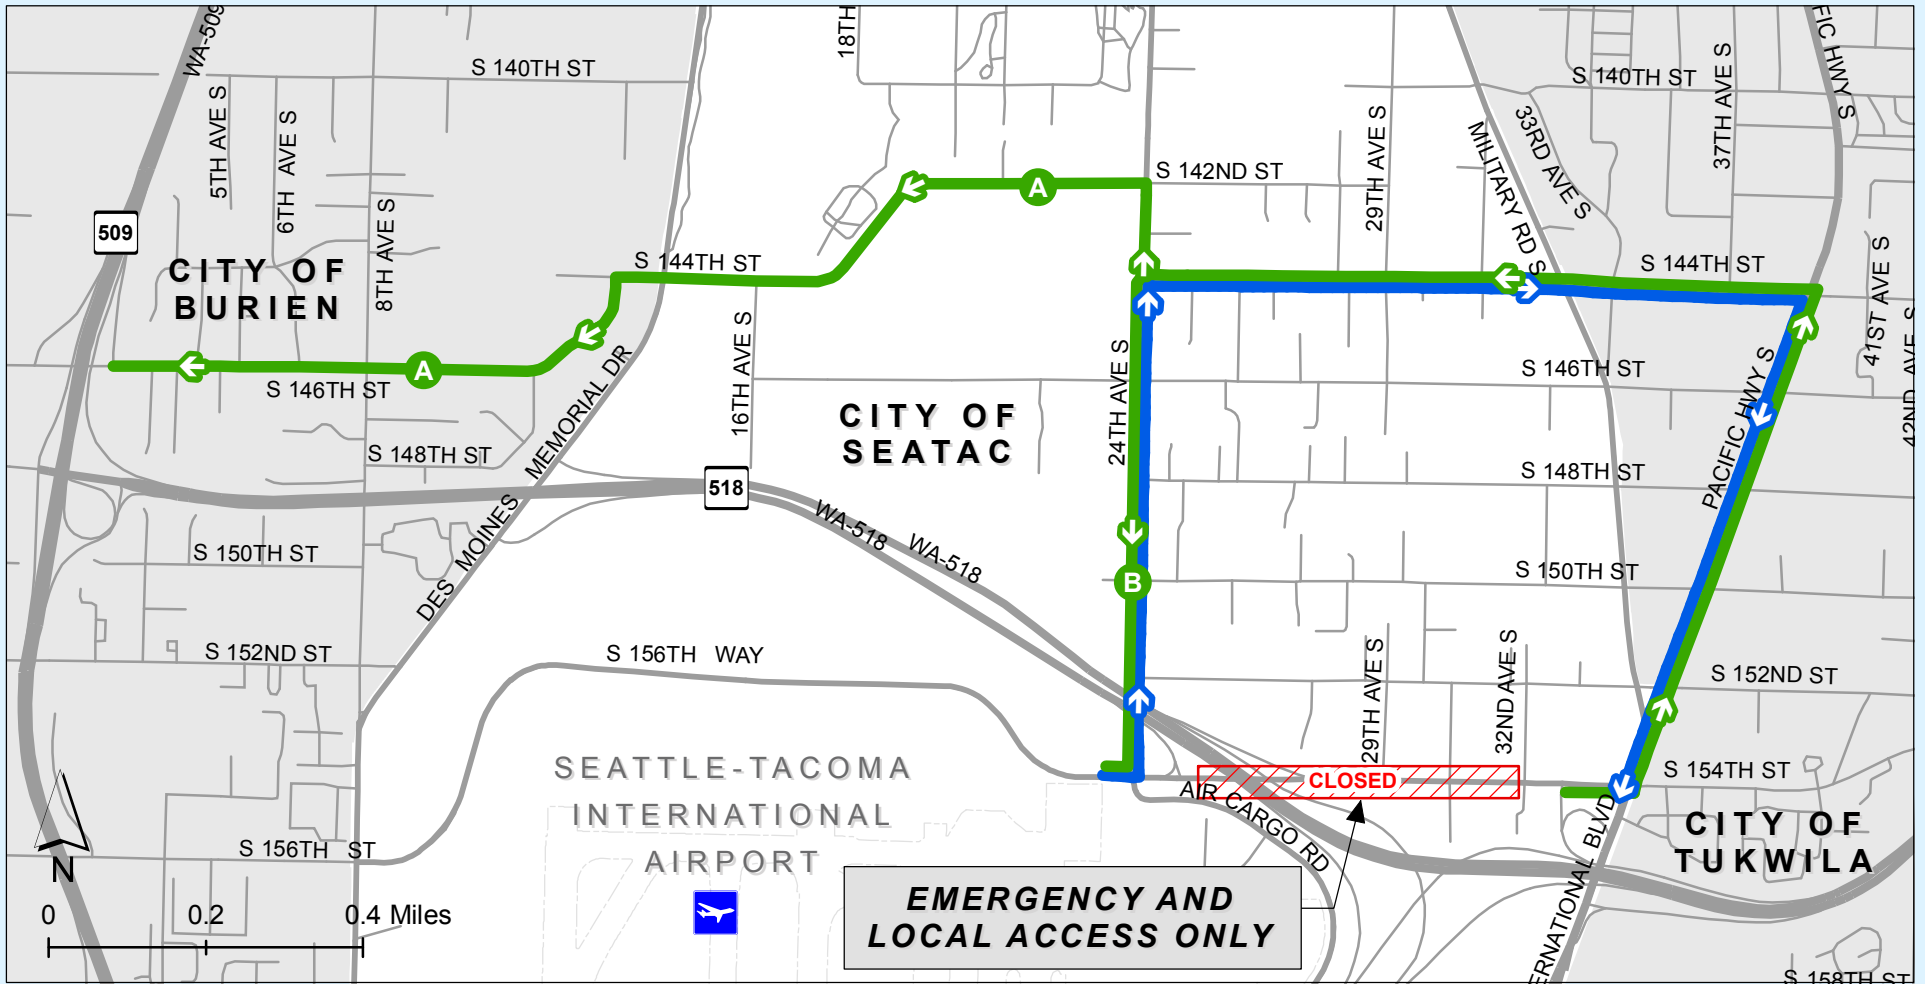 WA-509
18TH
FIC HWY S
S 140TH ST
S 140TH ST
5TH AVE S
6TH AVE S
8TH AVE S
29TH AVE S
MILITARY RD S
33RD AVE S
37TH AVE S
A
S 142ND ST
509
CITY OF
BURIEN
S 144TH ST
S 144TH ST
41ST AVE S
42ND AVE S
A
S 146TH ST
S 146TH ST
16TH AVE S
24TH AVE S
PACIFIC HWY S
CITY OF
SEATAC
DES MOINES MEMORIAL DR
S 148TH ST
S 148TH ST
518
WA-518
WA-518
S 150TH ST
S 150TH ST
B
S 152ND ST
S 156TH WAY
29TH AVE S
32ND AVE S
S 152ND ST
SEATTLE-TACOMA
INTERNATIONAL
AIRPORT
CLOSED
S 154TH ST
AIR CARGO RD
CITY OF
TUKWILA
S 156TH ST
N
ERNATIONAL BLVD
EMERGENCY AND
LOCAL ACCESS ONLY
0 0.2 0.4 Miles
S 158TH ST